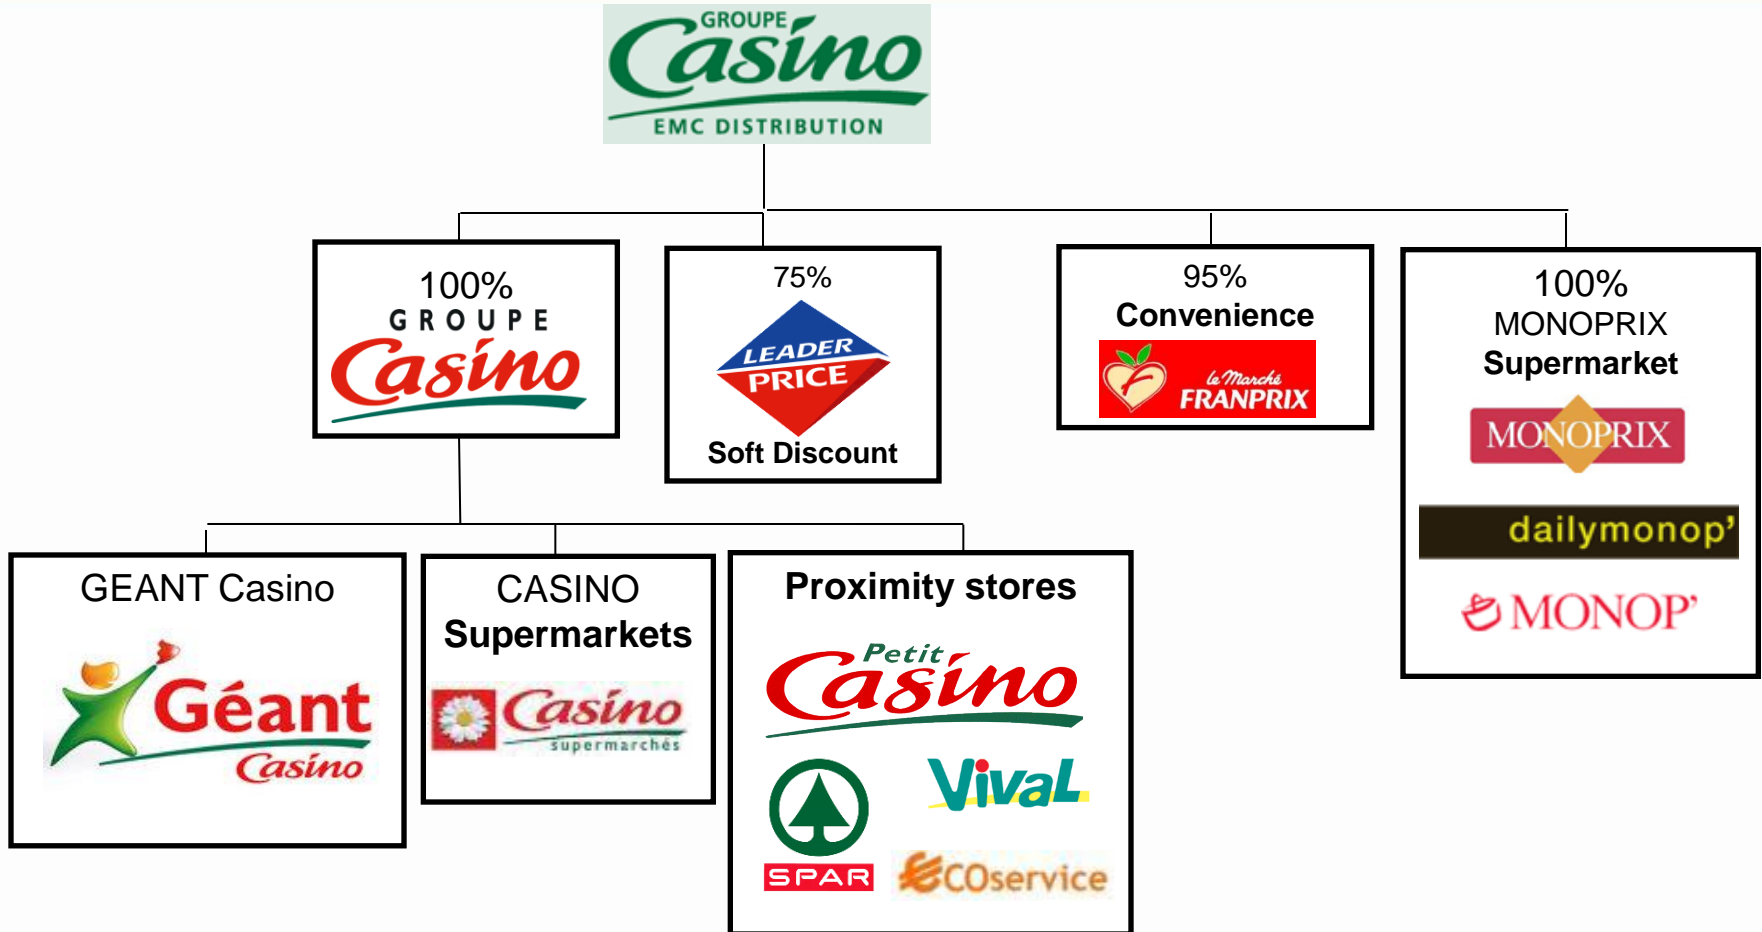 GROUPE
Casino
EMC DISTRIBUTION
100%
GROUPE
Casino
75%
LEADER
PRICE
Soft Discount
95%
Convenience
le Marché
FRANPRIX
100%
MONOPRIX
Supermarket
MONOPRIX
dailymonop'
MONOP'
GEANT Casino
Géant
Casino
CASINO
Supermarkets
Casino
supermarchés
Proximity stores
Petit
Casino
VivaL
SPAR
ECOservice